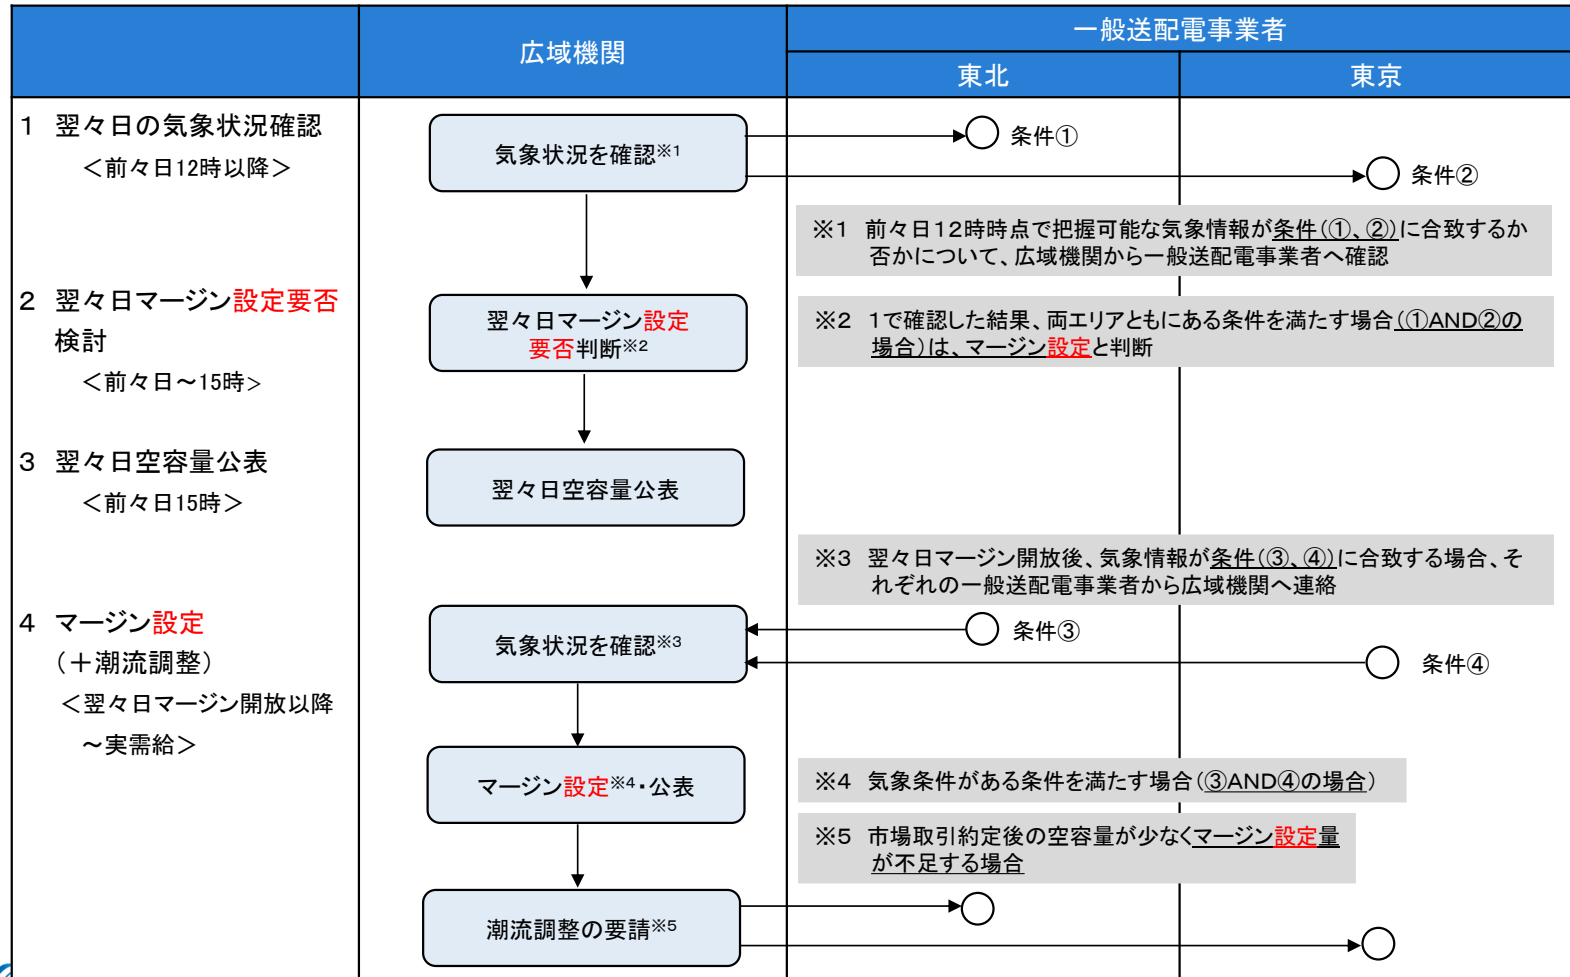 広域機関
一般送配電事業者
東北
東京
1 翌々日の気象状況確認
＜前々日12時以降＞
気象状況を確認※1
条件①
条件②
※1 前々日12時時点で把握可能な気象情報が条件(①、②)に合致するか
否かについて、広域機関から一般送配電事業者へ確認
2 翌々日マージン設定要否
検討
＜前々日～15時＞
翌々日マージン設定
要否判断※2
※2 1で確認した結果、両エリアともにある条件を満たす場合(①AND②の
場合)は、マージン設定と判断
3 翌々日空容量公表
＜前々日15時＞
翌々日空容量公表
※3 翌々日マージン開放後、気象情報が条件(③、④)に合致する場合、そ
れぞれの一般送配電事業者から広域機関へ連絡
4 マージン設定
（＋潮流調整）
＜翌々日マージン開放以降
～実需給＞
気象状況を確認※3
条件③
条件④
マージン設定※4・公表
※4 気象条件がある条件を満たす場合(③AND④の場合)
※5 市場取引約定後の空容量が少なくマージン設定量
が不足する場合
潮流調整の要請※5